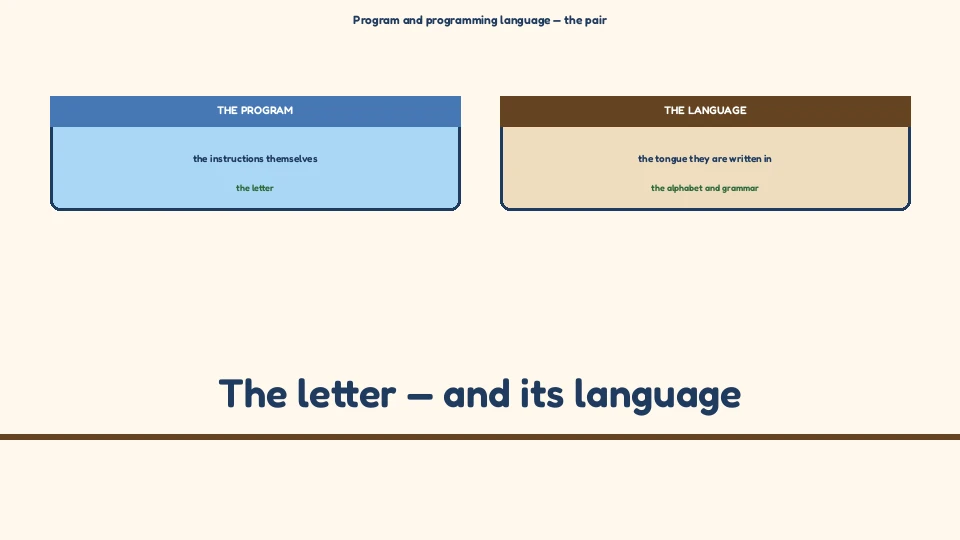 Program and programming language — the pair
THE PROGRAM
the instructions themselves
the letter
THE LANGUAGE
the tongue they are written in
the alphabet and grammar
The letter — and its language